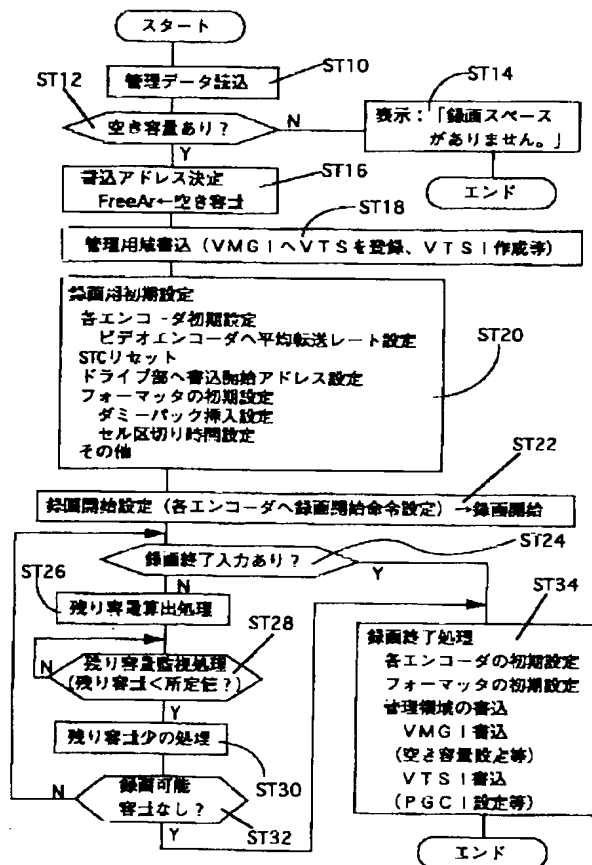 スタート
ST10
管理データ読込
ST12
空き容量あり？
N
Y
ST14
表示：「録画スペース
がありません。」
エンド
ST16
書込アドレス決定
FreeAr←空き容量
ST18
管理用域書込（VMGIへVTSを登録、VTSI作成等）
録画用初期設定
各エンコーダ初期設定
ビデオエンコーダへ平均転送レート設定
STCリセット
ドライブ部へ書込開始アドレス設定
フォーマッタの初期設定
ダミーパック挿入設定
セル区切り時間設定
その他
ST20
ST22
録画開始設定（各エンコーダへ録画開始命令設定）→録画開始
ST24
録画終了入力あり？
Y
N
ST26
残り容量算出処理
ST28
残り容量監視処理
(残り容量＜所定値？)
N
Y
残り容量少の処理
ST30
録画可能
容量なし？
N
Y
ST32
ST34
録画終了処理
各エンコーダの初期設定
フォーマッタの初期設定
管理領域の書込
VMGI書込
(空き容量設定等)
VTSI書込
(PGCI設定等)
エンド